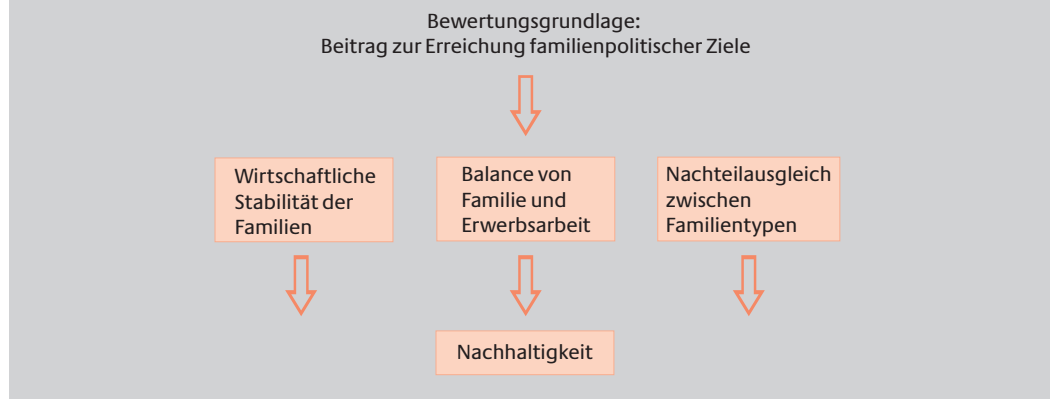 Bewertungsgrundlage:
Beitrag zur Erreichung familienpolitischer Ziele
Wirtschaftliche
Stabilität der
Familien
Balance von
Familie und
Erwerbsarbeit
Nachteilausgleich
zwischen
Familientypen
Nachhaltigkeit